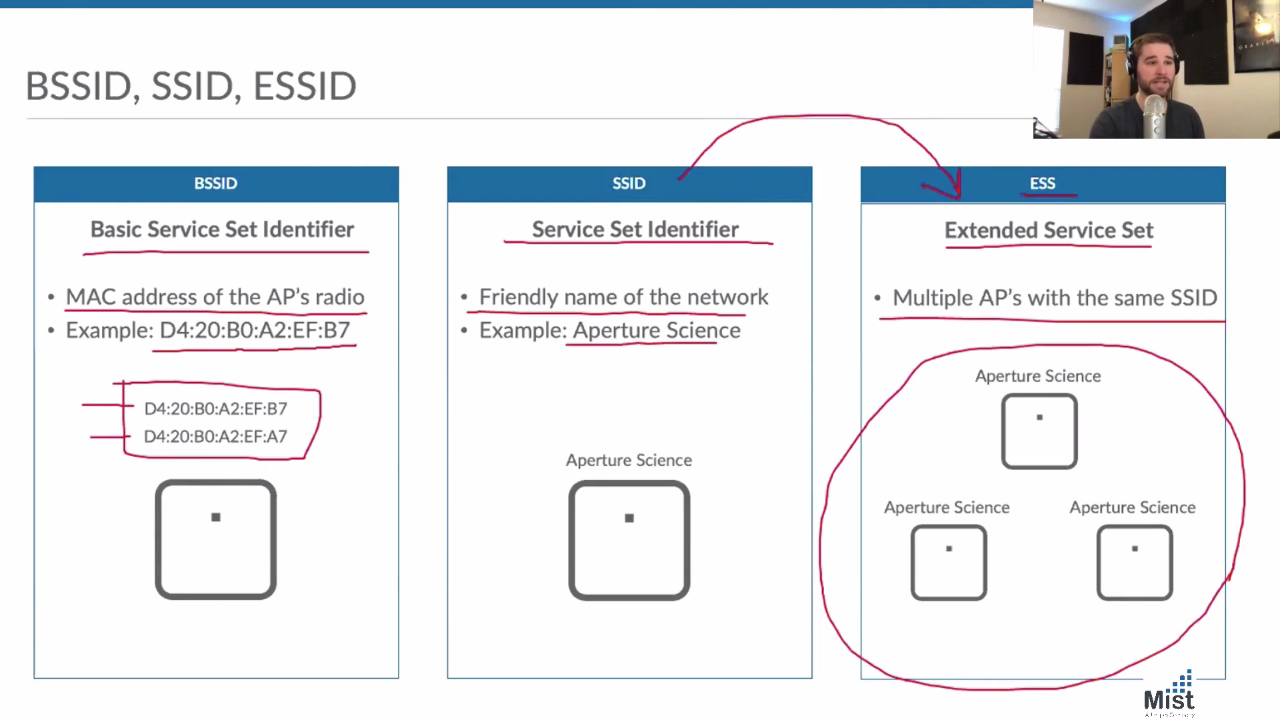 BSSID, SSID, ESSID
BSSID
Basic Service Set Identifier
• MAC address of the AP's radio
• Example: D4:20:B0:A2:EF:B7
D4:20:B0:A2:EF:B7
D4:20:B0:A2:EF:A7
SSID
Service Set Identifier
• Friendly name of the network
• Example: Aperture Science
Aperture Science
ESS
Extended Service Set
• Multiple AP's with the same SSID
Aperture Science
Aperture Science
Aperture Science
Mist